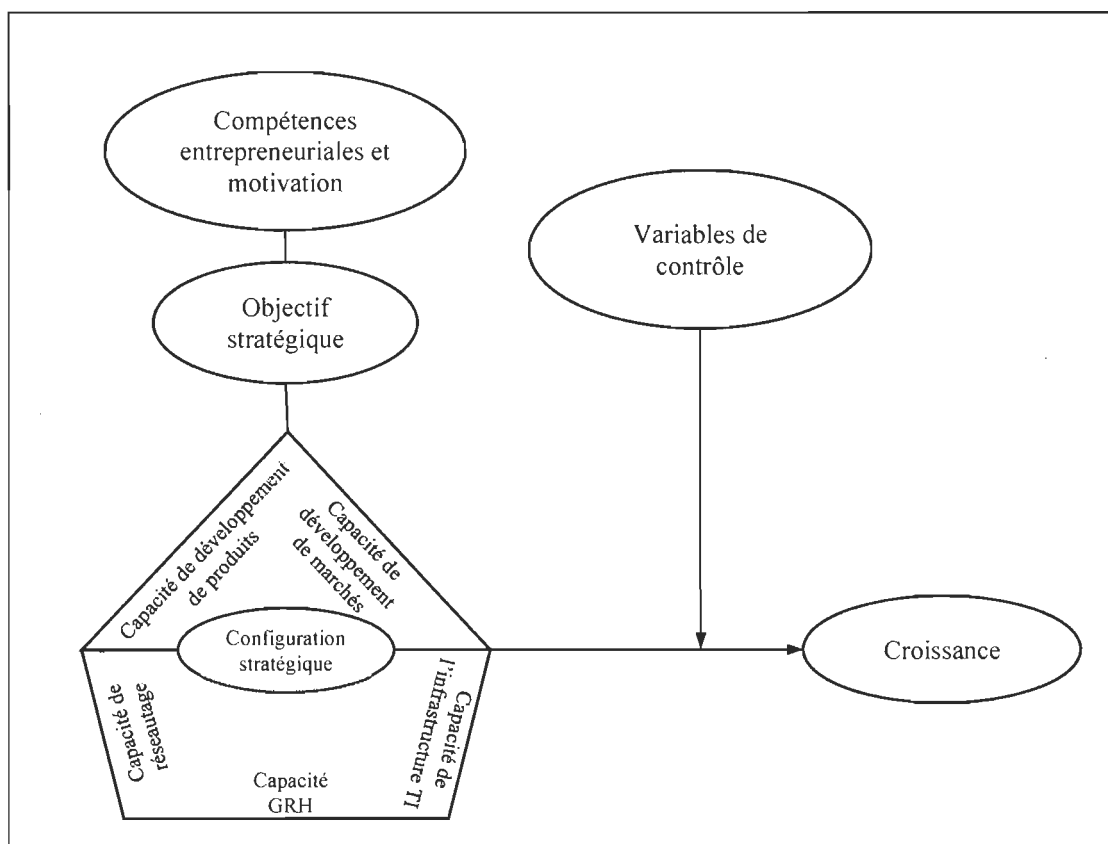 Compétences
entrepreneuriales et
motivation
Variables de
contrôle
Objectif
stratégique
Capacité de développement
de produits
Capacité de
développement
de marchés
Configuration
stratégique
Croissance
Capacité de
réseautage
Capacité de
l'infrastructure TI
Capacité
GRH